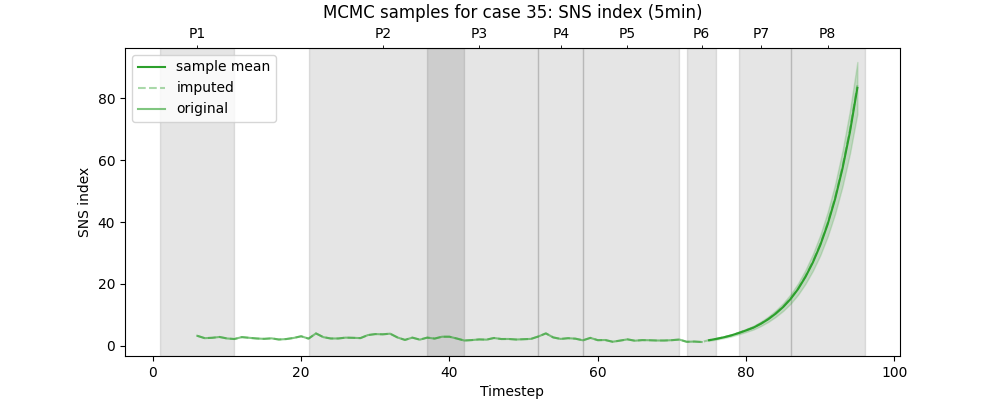 MCMC samples for case 35: SNS index (5min)
P1 P2 P3 P4 P5 P6 P7 P8
sample mean
imputed
original
SNS index
80
60
40
20
0
0 20 40 60 80 100
Timestep